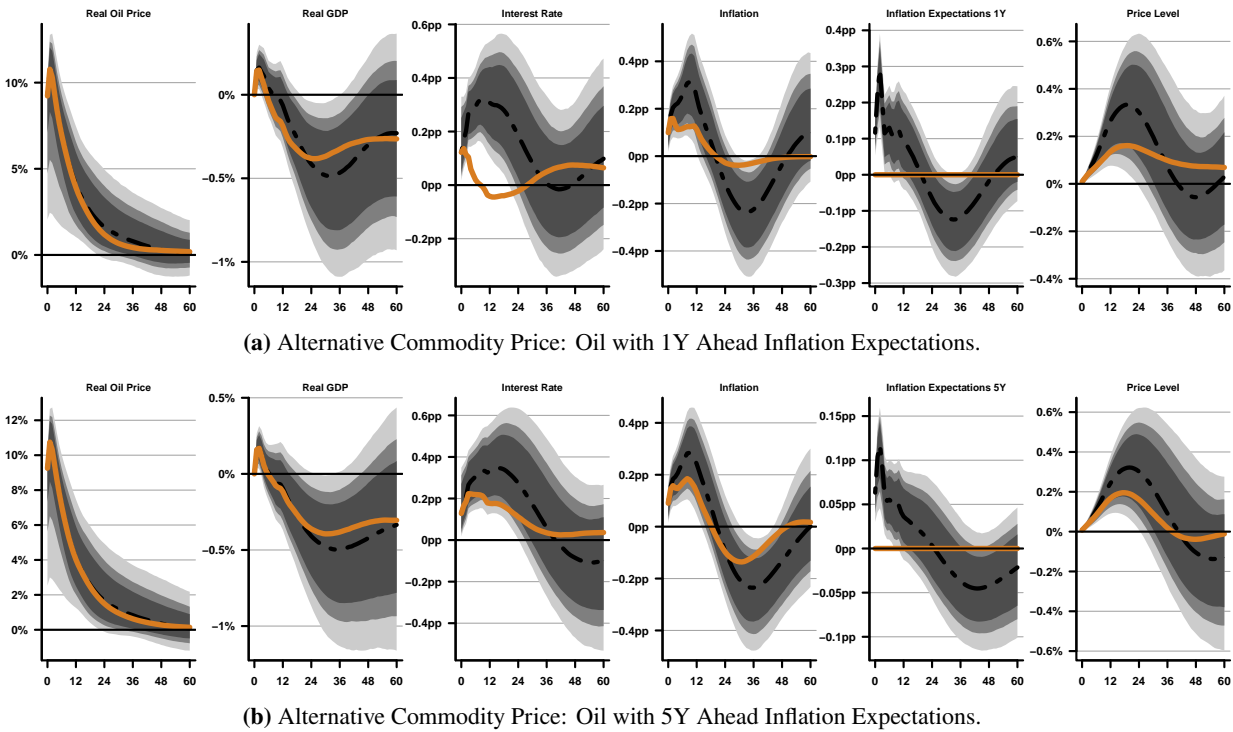 Real Oil Price Real GDP Interest Rate Inflation Inflation Expectations 1Y Price Level
10% 5% 0%
0% −0.5% −1%
0.6pp 0.4pp 0.2pp 0pp −0.2pp
0.4pp 0.2pp 0pp −0.2pp −0.4pp
0.4pp 0.3pp 0.2pp 0.1pp 0pp −0.1pp −0.2pp −0.3pp
0.6% 0.4% 0.2% 0% −0.2% −0.4%
0 12 24 36 48 60 0 12 24 36 48 60 0 12 24 36 48 60 0 12 24 36 48 60 0 12 24 36 48 60 0 12 24 36 48 60
(a) Alternative Commodity Price: Oil with 1Y Ahead Inflation Expectations.
Real Oil Price Real GDP Interest Rate Inflation Inflation Expectations 5Y Price Level
12% 10% 8% 6% 4% 2% 0%
0.5% 0% −0.5% −1%
0.6pp 0.4pp 0.2pp 0pp −0.2pp −0.4pp
0.4pp 0.2pp 0pp −0.2pp −0.4pp
0.15pp 0.1pp 0.05pp 0pp −0.05pp −0.1pp
0.6% 0.4% 0.2% 0% −0.2% −0.4% −0.6%
0 12 24 36 48 60 0 12 24 36 48 60 0 12 24 36 48 60 0 12 24 36 48 60 0 12 24 36 48 60 0 12 24 36 48 60
(b) Alternative Commodity Price: Oil with 5Y Ahead Inflation Expectations.